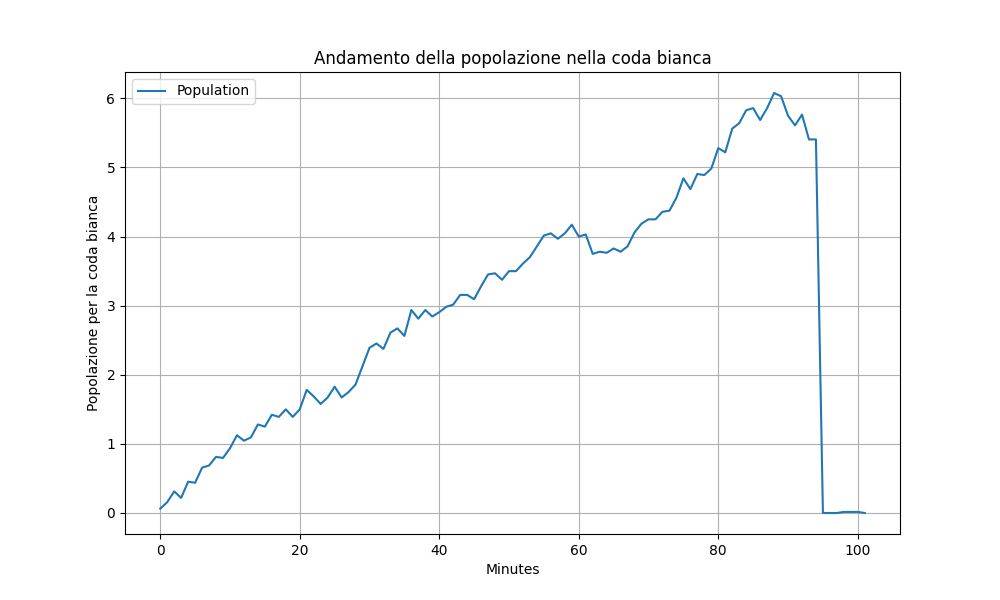 Andamento della popolazione nella coda bianca
Population
Popolazione per la coda bianca
6
5
4
3
2
1
0
0 20 40 60 80 100
Minutes